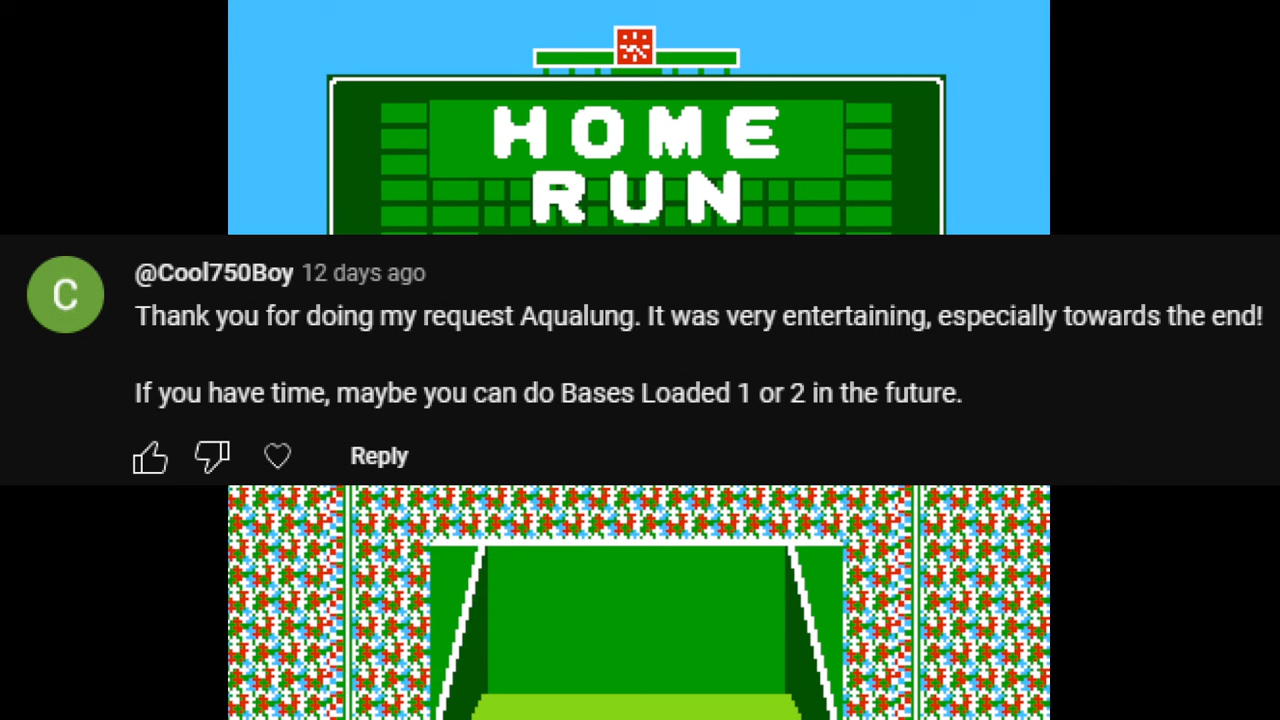 HOME
RUN
@Cool750Boy 12 days ago
Thank you for doing my request Aqualung. It was very entertaining, especially towards the end!
If you have time, maybe you can do Bases Loaded 1 or 2 in the future.
Reply
C